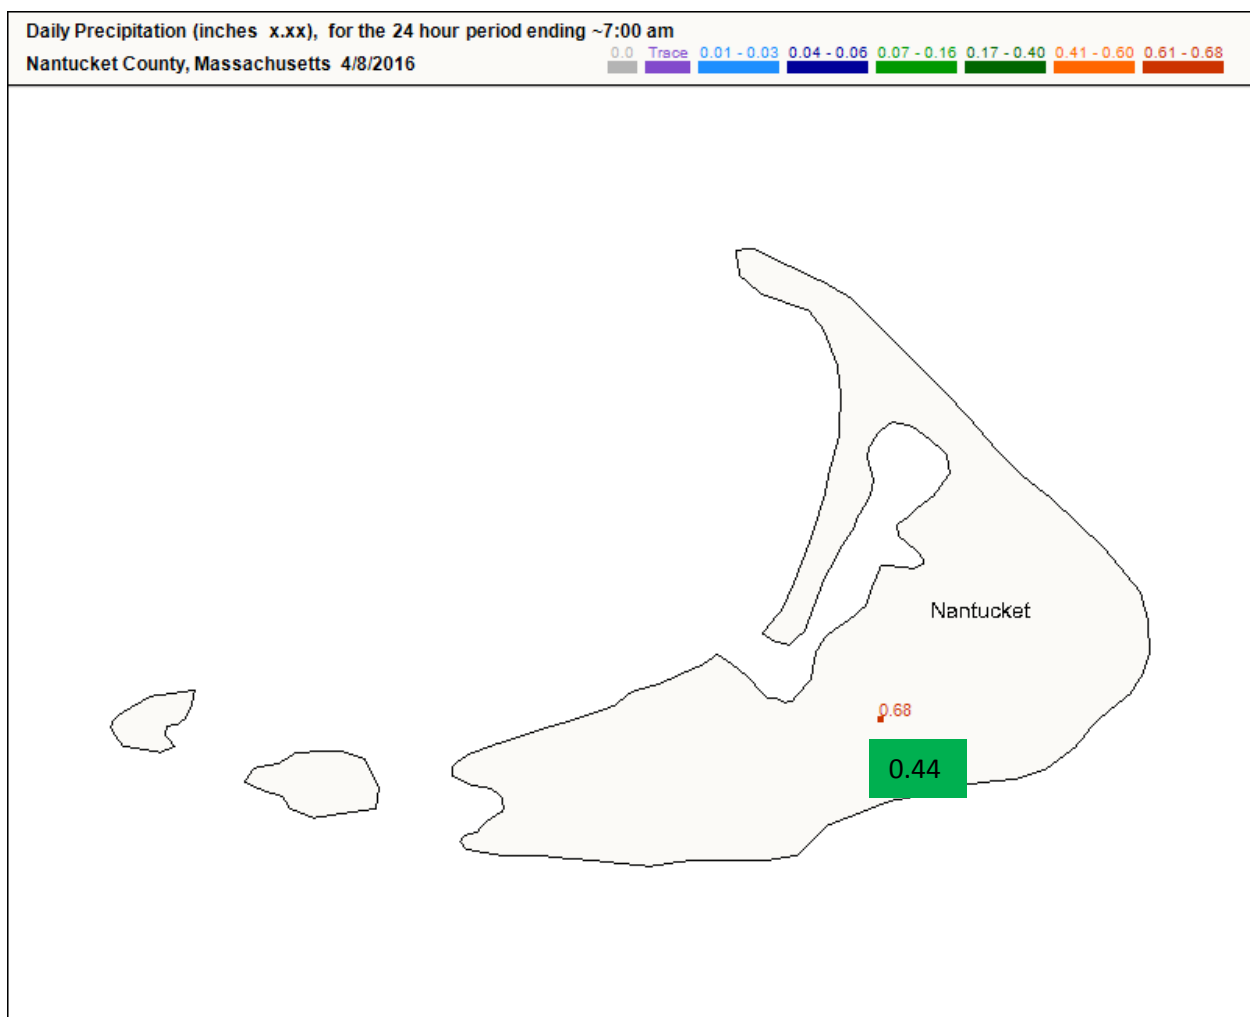 Daily Precipitation (inches x.xx), for the 24 hour period ending ~7:00 am
Nantucket County, Massachusetts 4/8/2016
0.0 Trace 0.01 - 0.03 0.04 - 0.06 0.07 - 0.16 0.17 - 0.40 0.41 - 0.60 0.61 - 0.68
Nantucket
0.68
0.44